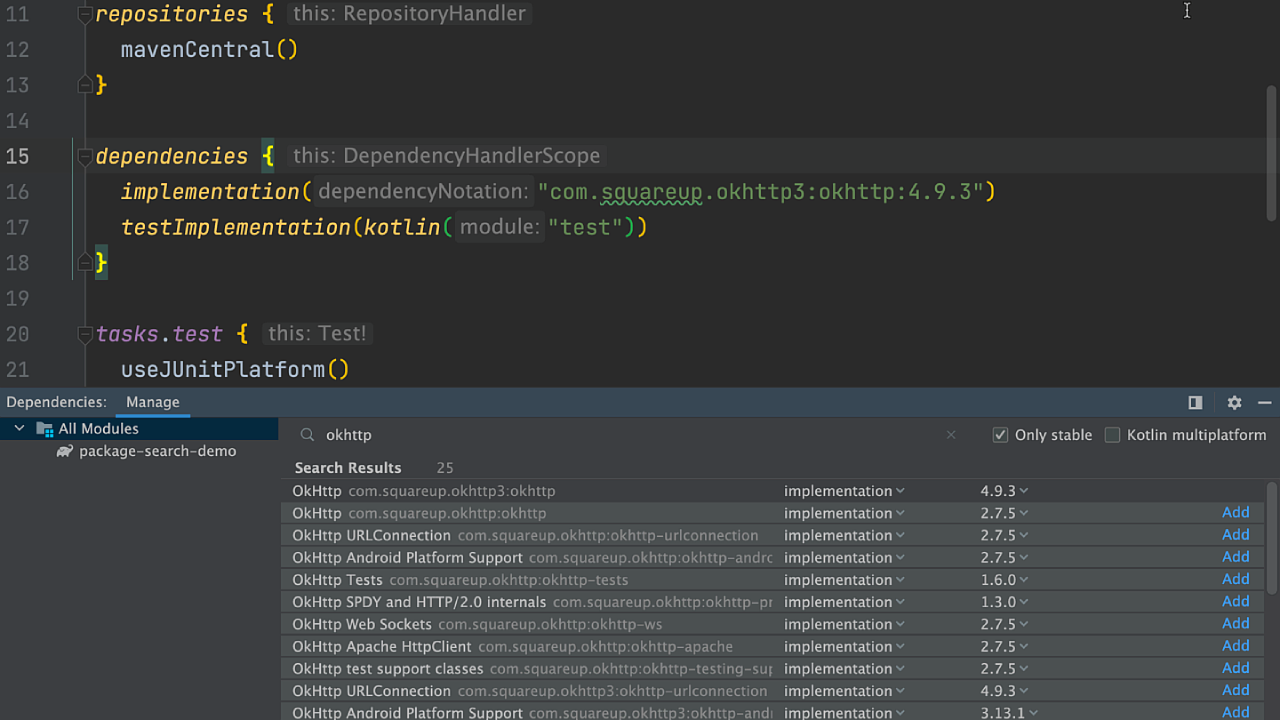 11 repositories { this: RepositoryHandler
12 mavenCentral()
13 }
14
15 dependencies { this: DependencyHandlerScope
16 implementation( dependencyNotation: "com.squareup.okhttp3:okhttp:4.9.3")
17 testImplementation(kotlin( module: "test"))
18 }
19
20 tasks.test { this: Test!
21 useJUnitPlatform()
Dependencies: Manage
All Modules
package-search-demo
okhttp
Only stable Kotlin multiplatform
Search Results 25
OkHttp com.squareup.okhttp3:okhttp implementation 4.9.3
OkHttp com.squareup.okhttp:okhttp implementation 2.7.5 Add
OkHttp URLConnection com.squareup.okhttp:okhttp-urlconnection implementation 2.7.5 Add
OkHttp Android Platform Support com.squareup.okhttp:okhttp-andro implementation 2.7.5 Add
OkHttp Tests com.squareup.okhttp:okhttp-tests implementation 1.6.0 Add
OkHttp SPDY and HTTP/2.0 internals com.squareup.okhttp:okhttp-pr implementation 1.3.0 Add
OkHttp Web Sockets com.squareup.okhttp:okhttp-ws implementation 2.7.5 Add
OkHttp Apache HttpClient com.squareup.okhttp:okhttp-apache implementation 2.7.5 Add
OkHttp test support classes com.squareup.okhttp:okhttp-testing-sup implementation 2.7.5 Add
OkHttp URLConnection com.squareup.okhttp3:okhttp-urlconnection implementation 4.9.3 Add
OkHttp Android Platform Support com.squareup.okhttp3:okhttp-and implementation 3.13.1 Add